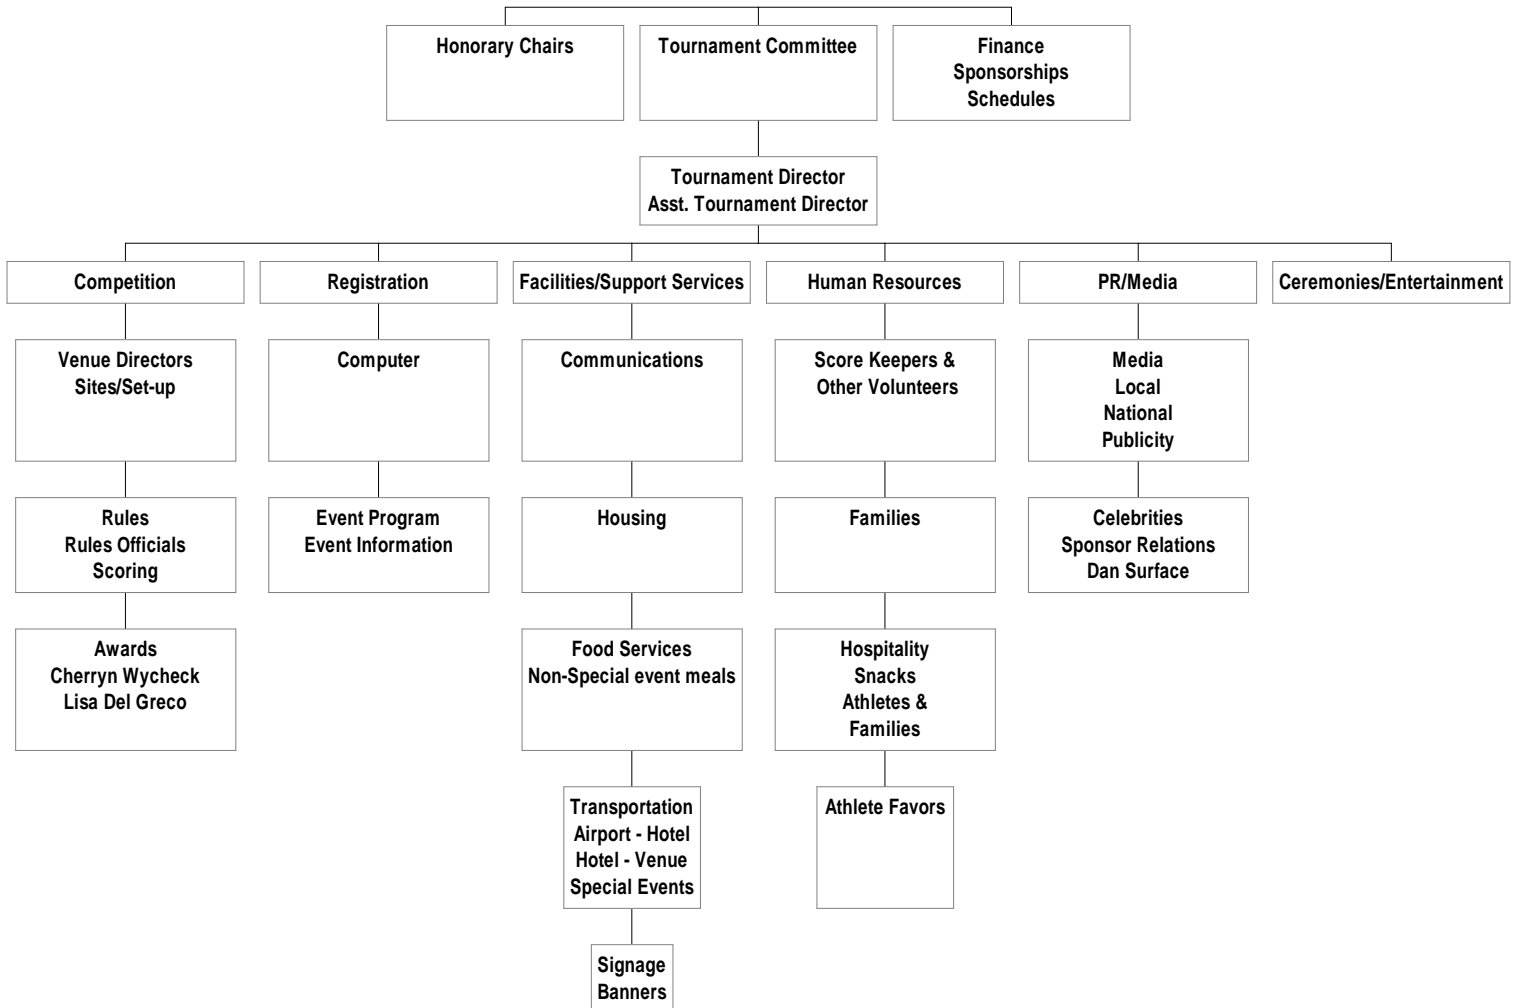 Honorary Chairs
Tournament Committee
Finance
Sponsorships
Schedules
Tournament Director
Asst. Tournament Director
Competition
Registration
Facilities/Support Services
Human Resources
PR/Media
Ceremonies/Entertainment
Venue Directors
Sites/Set-up
Computer
Communications
Score Keepers &
Other Volunteers
Media
Local
National
Publicity
Rules
Rules Officials
Scoring
Event Program
Event Information
Housing
Families
Celebrities
Sponsor Relations
Dan Surface
Awards
Cherryn Wycheck
Lisa Del Greco
Food Services
Non-Special event meals
Hospitality
Snacks
Athletes &
Families
Transportation
Airport - Hotel
Hotel - Venue
Special Events
Athlete Favors
Signage
Banners